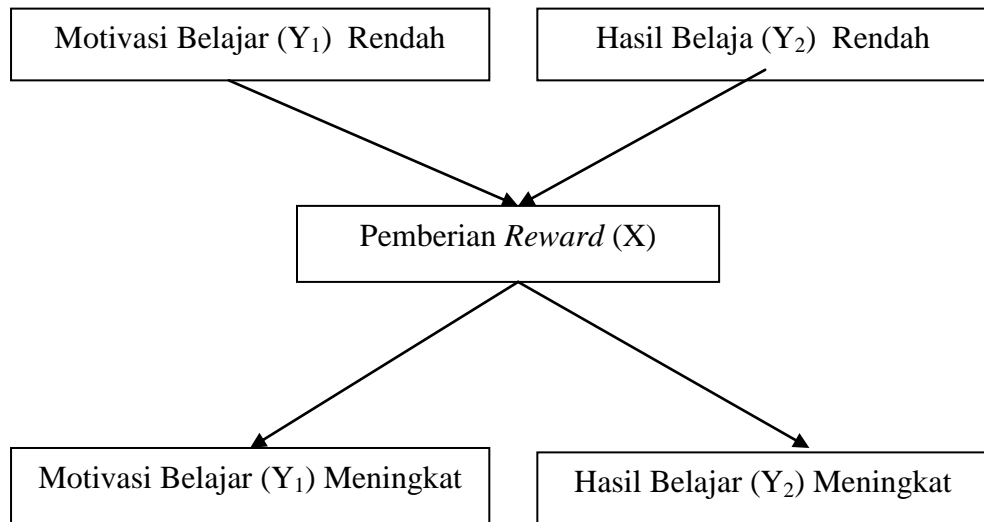 Motivasi Belajar (Y₁) Rendah
Hasil Belaja (Y₂) Rendah
Pemberian Reward (X)
Motivasi Belajar (Y₁) Meningkat
Hasil Belajar (Y₂) Meningkat